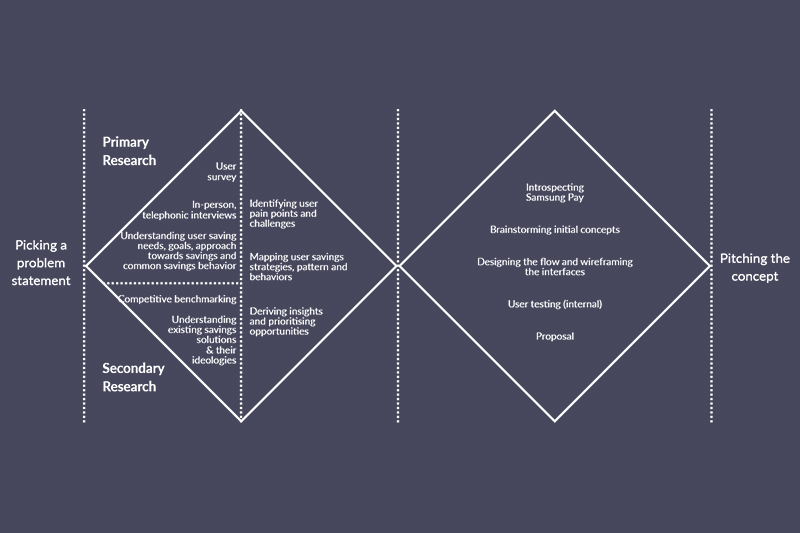 Picking a
problem
statement
Primary
Research
User
survey
In-person,
telephonic interviews
Understanding user saving
needs, goals, approach
towards savings and
common savings behavior
Competitive benchmarking
Understanding
existing savings
solutions
& their
ideologies
Secondary
Research
Identifying user
pain points and
challenges
Mapping user savings
strategies, pattern and
behaviors
Deriving insights
and prioritising
opportunities
Introspecting
Samsung Pay
Brainstorming initial concepts
Designing the flow and wireframing
the interfaces
User testing (internal)
Proposal
Pitching the
concept